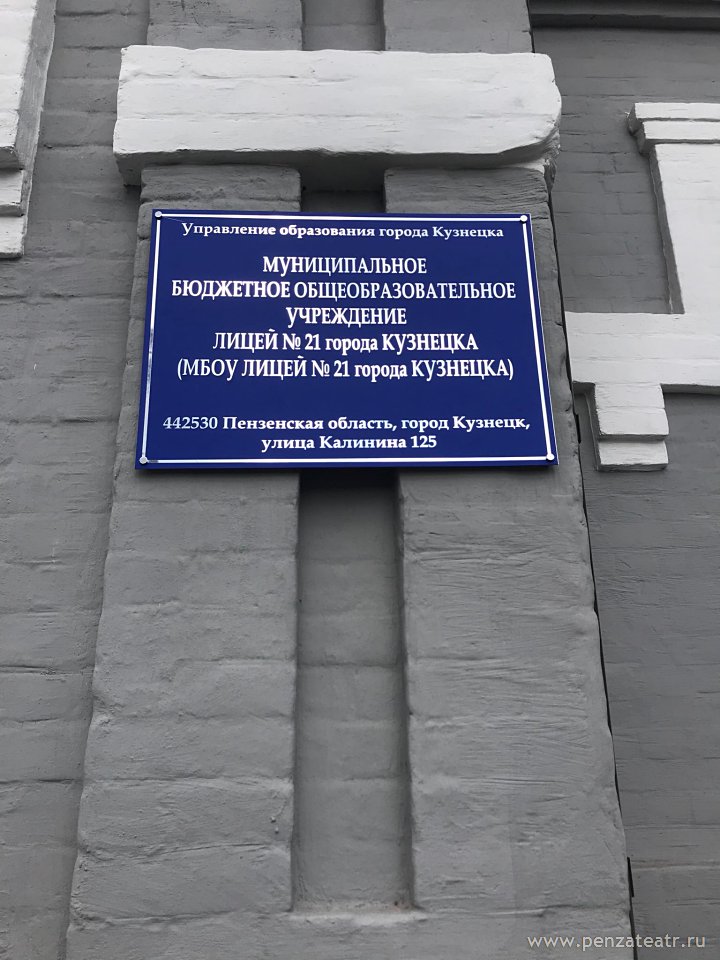 Управление образования города Кузнецка
МУНИЦИПАЛЬНОЕ
БЮДЖЕТНОЕ ОБЩЕОБРАЗОВАТЕЛЬНОЕ
УЧРЕЖДЕНИЕ
ЛИЦЕЙ № 21 города КУЗНЕЦКА
(МБОУ ЛИЦЕЙ № 21 города КУЗНЕЦКА)
442530 Пензенская область, город Кузнецк,
улица Калинина 125
www.penzateatr.ru